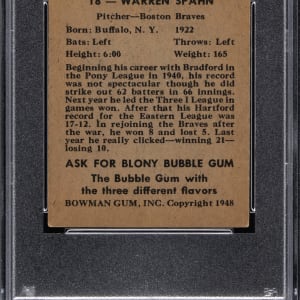 18 — WARREN SPAHN
Pitcher—Boston Braves
Born: Buffalo, N. Y. 1922
Bats: Left Throws: Left
Height: 6:00 Weight: 165
Beginning his career with Bradford in
the Pony League in 1940, his record
was not spectacular though he did
strike out 62 batters in 66 innings.
Next year he led the Three I League in
games won. After that his Hartford
record for the Eastern League was
17-12. In rejoining the Braves after
the war, he won 8 and lost 5. Last
year he really clicked—winning 21—
losing 10.
ASK FOR BLONY BUBBLE GUM
The Bubble Gum with
the three different flavors
BOWMAN GUM, INC. Copyright 1948